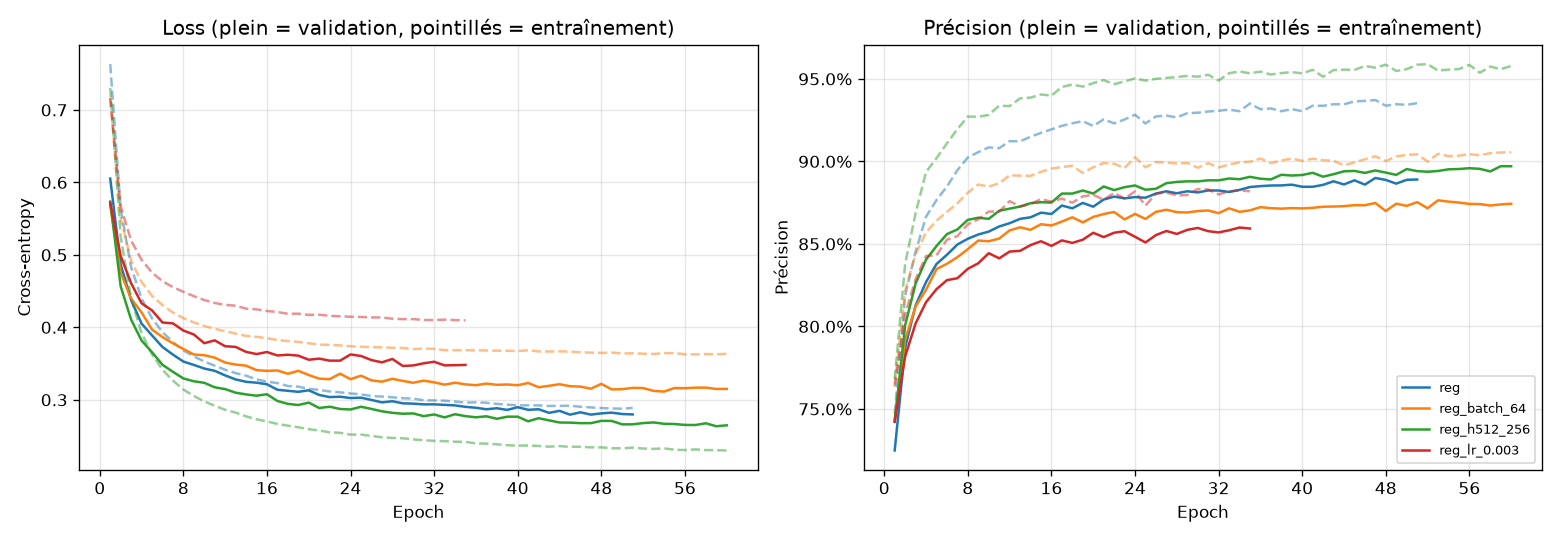 Loss (plein = validation, pointillés = entraînement)
Cross-entropy
0.7
0.6
0.5
0.4
0.3
0 8 16 24 32 40 48 56
Epoch
Précision (plein = validation, pointillés = entraînement)
Précision
95.0%
90.0%
85.0%
80.0%
75.0%
reg
reg_batch_64
reg_h512_256
reg_lr_0.003
0 8 16 24 32 40 48 56
Epoch